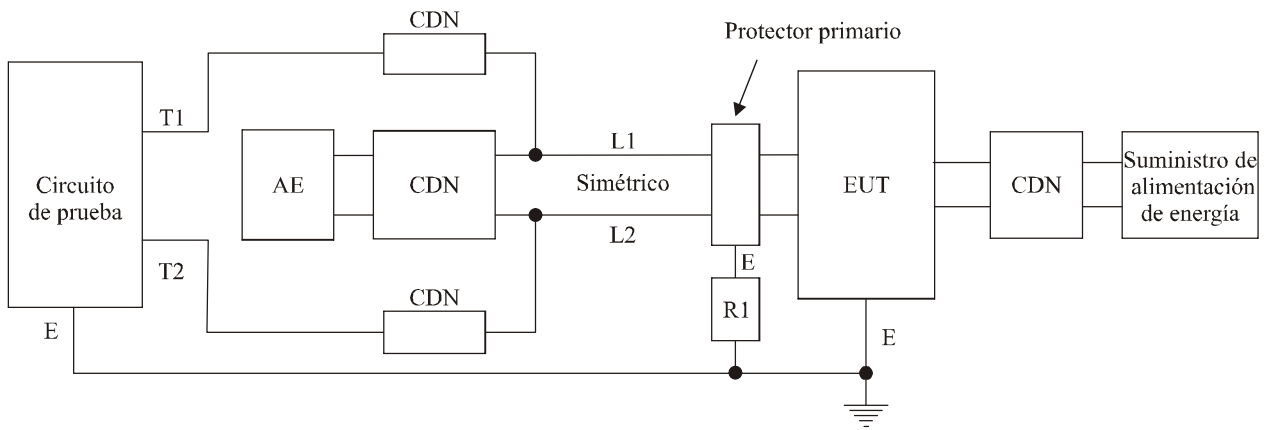 CDN
Protector primario
T1
L1
AE
CDN
Simétrico
Circuito
de prueba
EUT
CDN
Suministro de
alimentación
de energía
L2
T2
E
CDN
R1
E
E